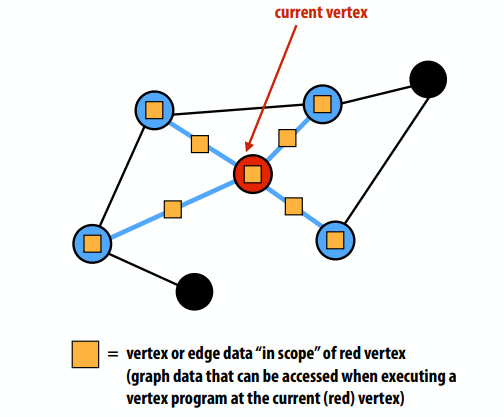 current vertex
= vertex or edge data “in scope” of red vertex
(graph data that can be accessed when executing a
vertex program at the current (red) vertex)